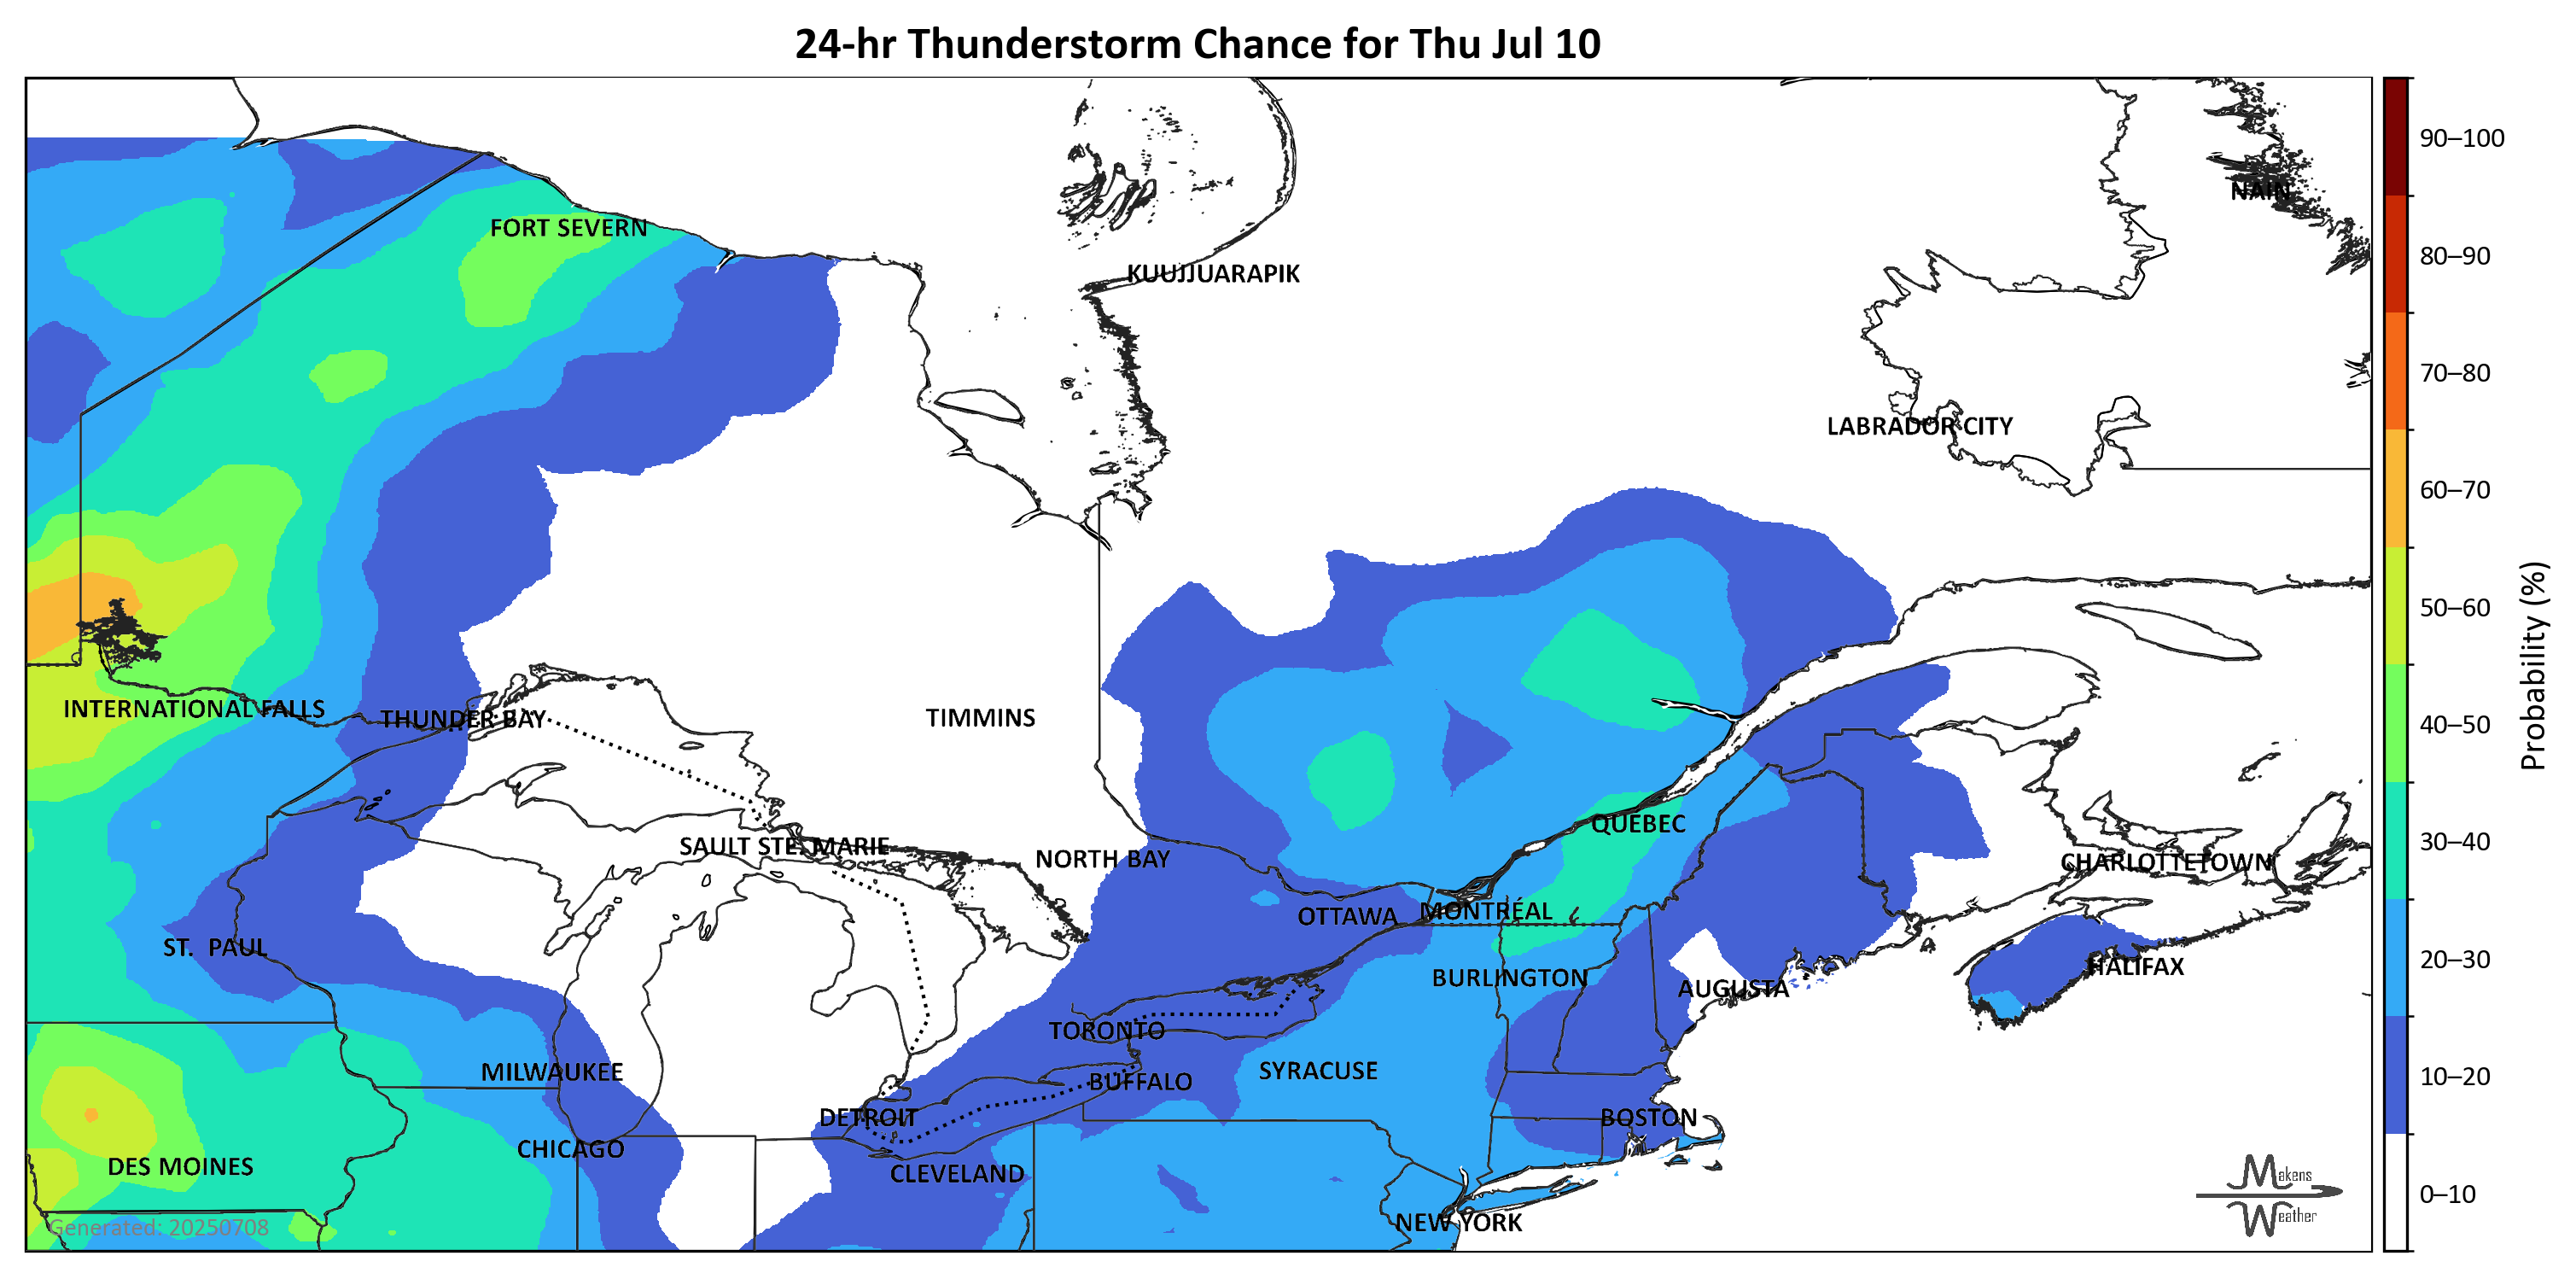 24-hr Thunderstorm Chance for Thu Jul 10
90–100
NAIN
FORT SEVERN
80–90
KUUJJUARAPIK
70–80
LABRADOR CITY
60–70
50–60
Probability (%)
INTERNATIONAL FALLS
THUNDER BAY
TIMMINS
40–50
QUEBEC
SAULT STE. MARIE
30–40
NORTH BAY
CHARLOTTETOWN
OTTAWA
MONTRÉAL
ST. PAUL
20–30
HALIFAX
BURLINGTON
AUGUSTA
TORONTO
MILWAUKEE
SYRACUSE
BUFFALO
10–20
DETROIT
BOSTON
CHICAGO
DES MOINES
CLEVELAND
Makens
Weather
0–10
NEW YORK
Generated: 20250708